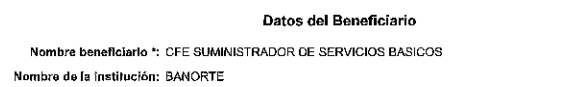 Datos del Beneficiario
Nombre beneficiario *: CFE SUMINISTRADOR DE SERVICIOS BASICOS
Nombre de la institución: BANORTE